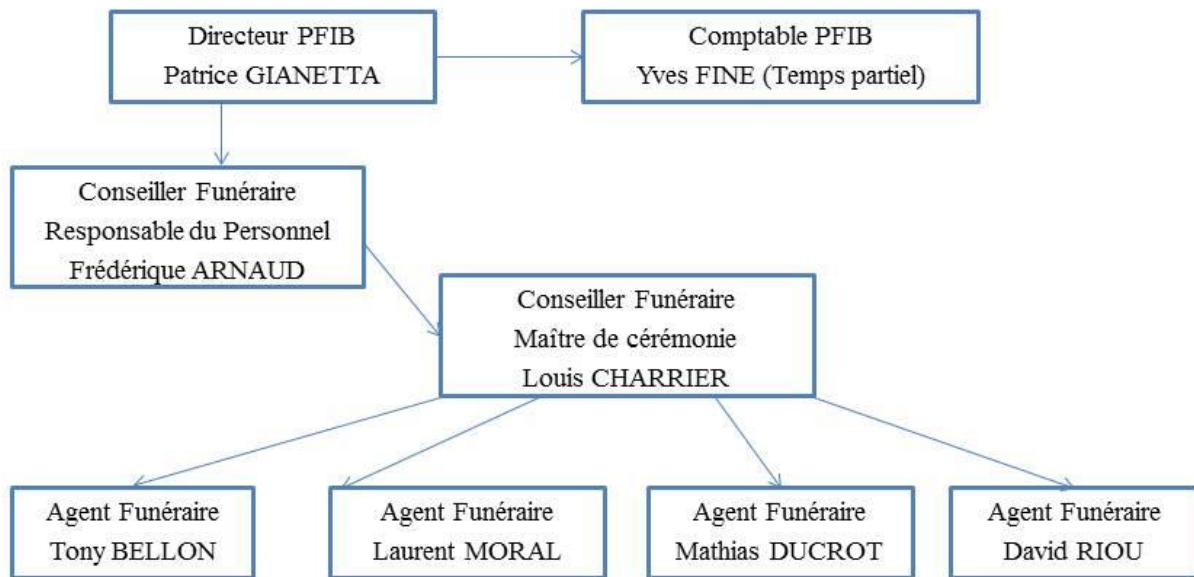 Directeur PFIB
Patrice GIANETTA
Comptable PFIB
Yves FINE (Temps partiel)
Conseiller Funéraire
Responsable du Personnel
Frédérique ARNAUD
Conseiller Funéraire
Maître de cérémonie
Louis CHARRIER
Agent Funéraire
Tony BELLON
Agent Funéraire
Laurent MORAL
Agent Funéraire
Mathias DUCROT
Agent Funéraire
David RIOU